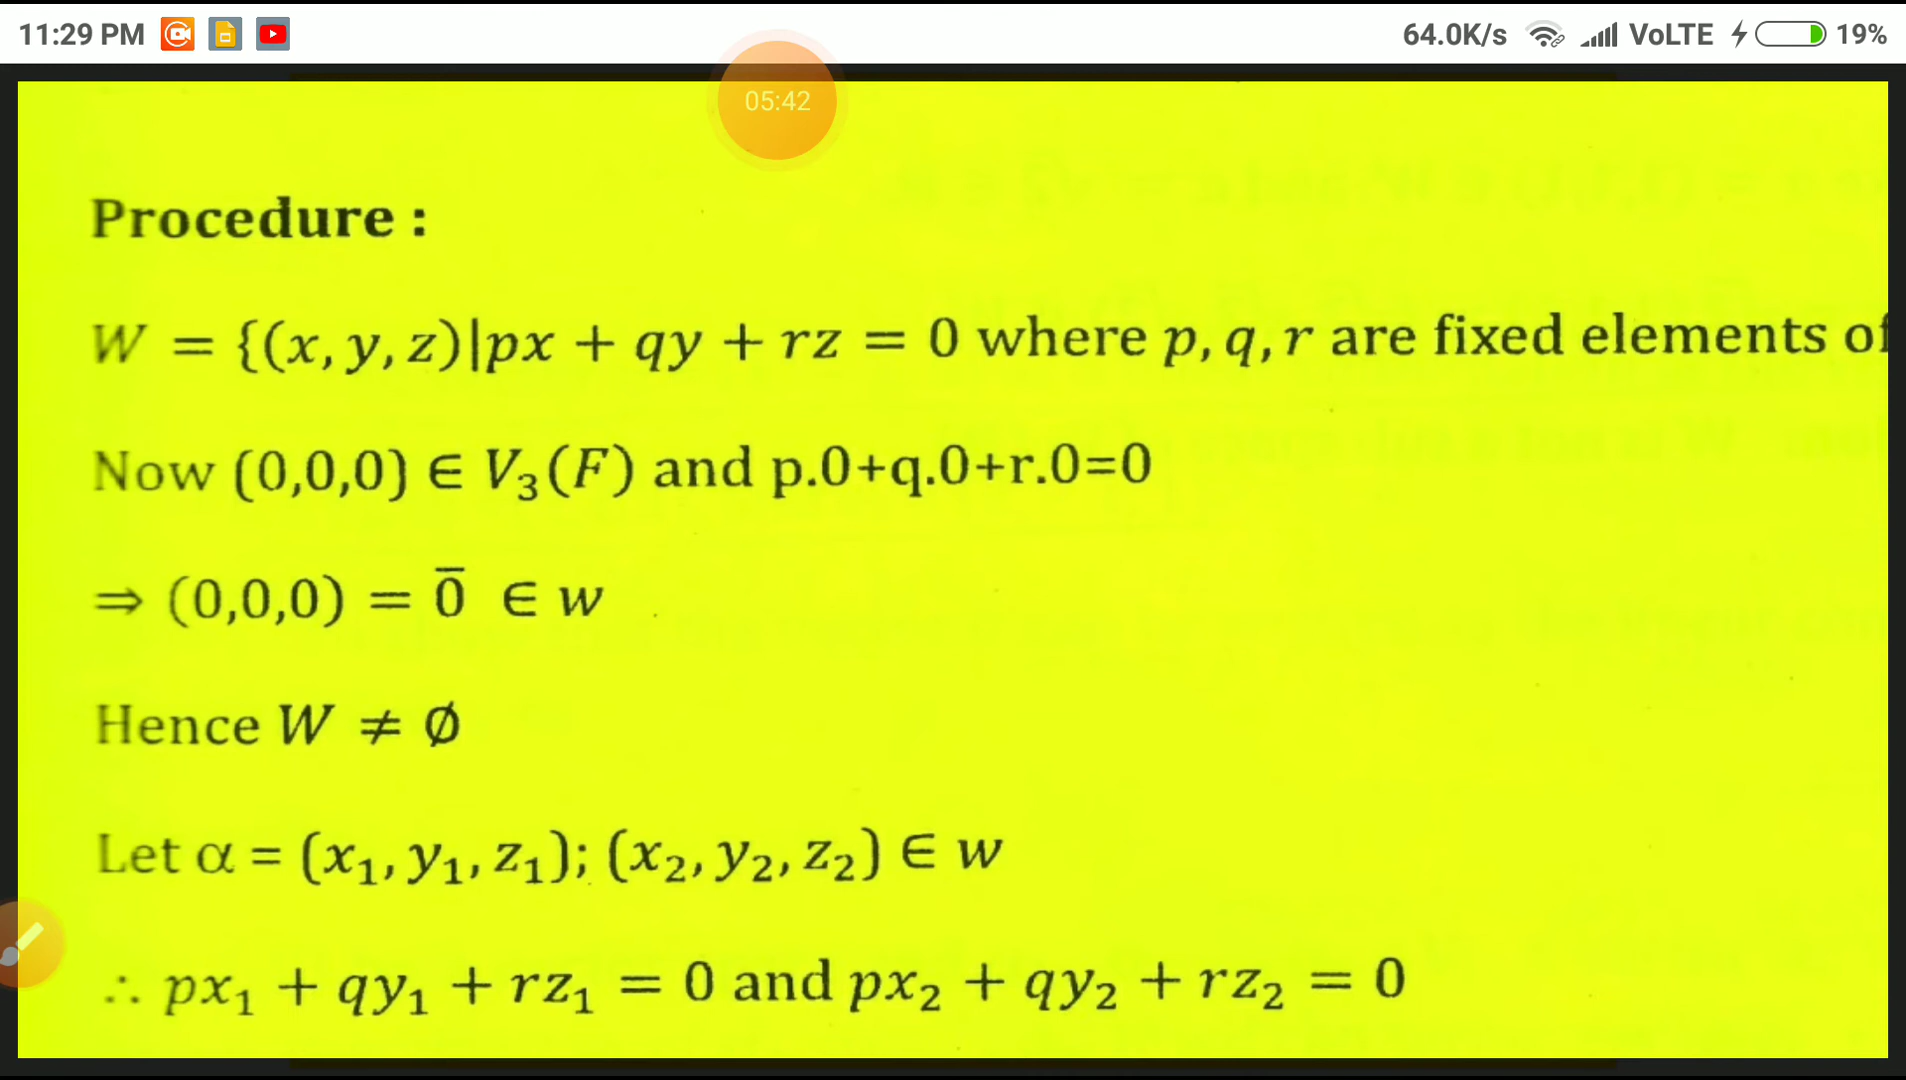 11:29 PM 64.0K/s VoLTE 19%
05:42
Procedure :
W = {(x, y, z)|px + qy + rz = 0 where p, q, r are fixed elements of
Now (0,0,0) ∈ V₃(F) and p.0+q.0+r.0=0
⇒ (0,0,0) = 0̅ ∈ w
Hence W ≠ ∅
Let α = (x₁, y₁, z₁); (x₂, y₂, z₂) ∈ w
∴ px₁ + qy₁ + rz₁ = 0 and px₂ + qy₂ + rz₂ = 0